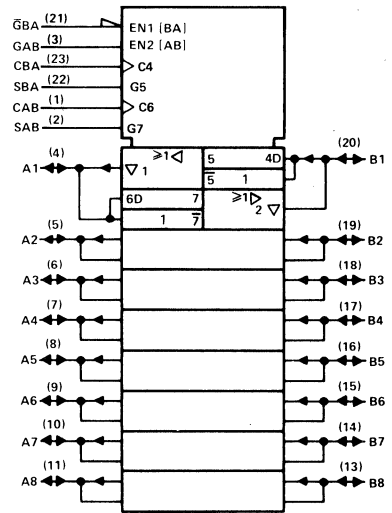 G̅BA (21) EN1 [BA]
GAB (3) EN2 [AB]
CBA (23) C4
SBA (22) G5
CAB (1) C6
SAB (2) G7
A1 (4) ≥1 ▽ 1 5 4D (20) B1
5̅ 1
6D 7 ≥1
1 7̅ 2 ▽
A2 (5) (19) B2
A3 (6) (18) B3
A4 (7) (17) B4
A5 (8) (16) B5
A6 (9) (15) B6
A7 (10) (14) B7
A8 (11) (13) B8